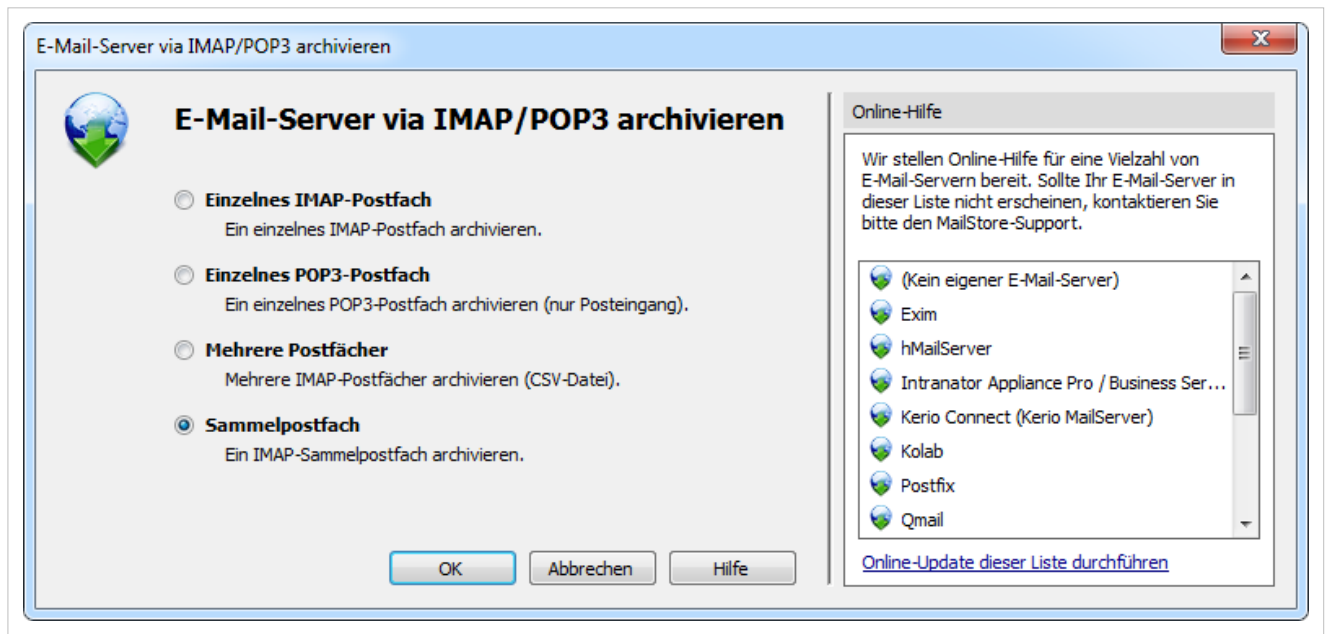 E-Mail-Server via IMAP/POP3 archivieren
E-Mail-Server via IMAP/POP3 archivieren
Einzelnes IMAP-Postfach
Ein einzelnes IMAP-Postfach archivieren.
Einzelnes POP3-Postfach
Ein einzelnes POP3-Postfach archivieren (nur Posteingang).
Mehrere Postfächer
Mehrere IMAP-Postfächer archivieren (CSV-Datei).
Sammelpostfach
Ein IMAP-Sammelpostfach archivieren.
OK
Abbrechen
Hilfe
Online-Hilfe
Wir stellen Online-Hilfe für eine Vielzahl von
E-Mail-Servern bereit. Sollte Ihr E-Mail-Server in
dieser Liste nicht erscheinen, kontaktieren Sie
bitte den MailStore-Support.
(Kein eigener E-Mail-Server)
Exim
hMailServer
Intranator Appliance Pro / Business Ser...
Kerio Connect (Kerio MailServer)
Kolab
Postfix
Qmail
Online-Update dieser Liste durchführen